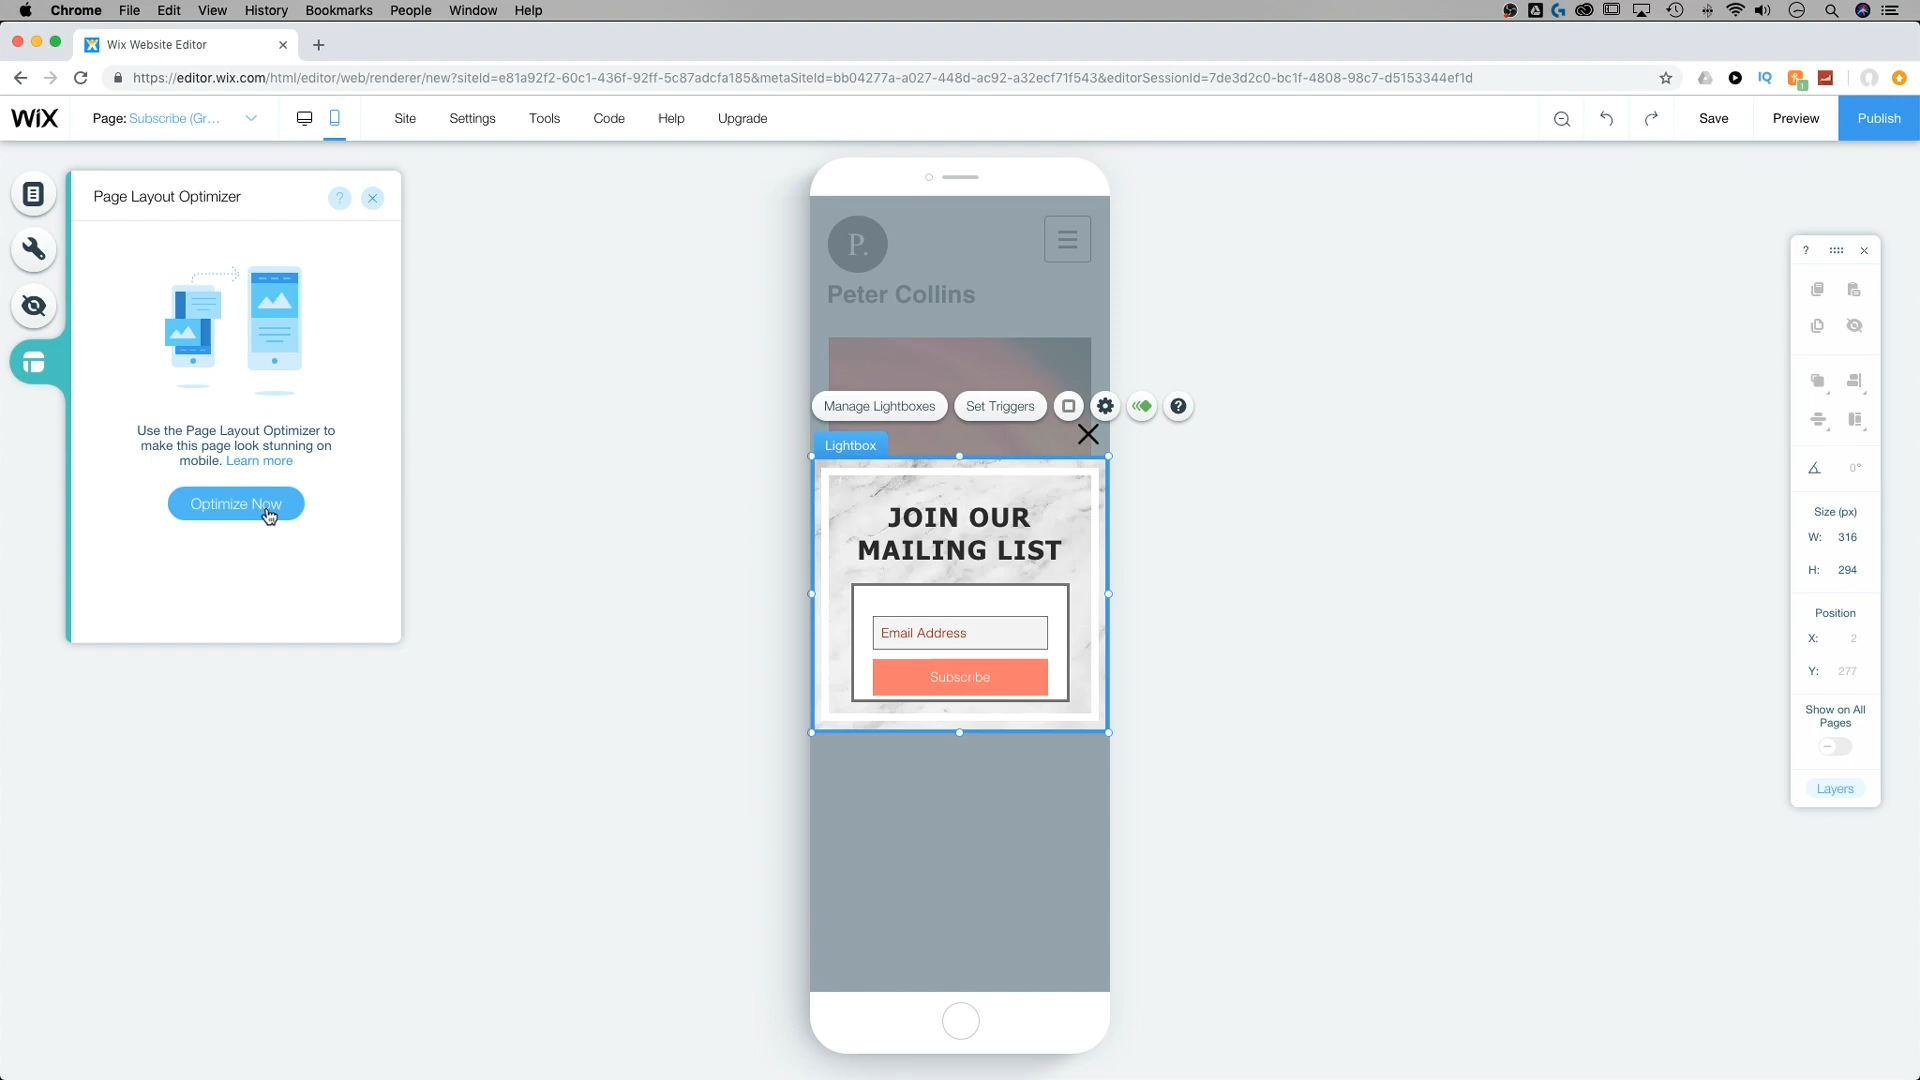 Chrome File Edit View History Bookmarks People Window Help
Wix Website Editor
https://editor.wix.com/html/editor/web/renderer/new?siteId=e81a92f2-60c1-436f-92ff-5c87adcfa185&metaSiteId=bb04277a-a027-448d-ac92-a32ecf71f543&editorSessionId=7de3d2c0-bc1f-4808-98c7-d5153344ef1d
IQ
1
WiX Page: Subscribe (Gr... Site Settings Tools Code Help Upgrade Save Preview Publish
Page Layout Optimizer ?
Use the Page Layout Optimizer to
make this page look stunning on
mobile. Learn more
Optimize Now
P.
Peter Collins
Manage Lightboxes Set Triggers ?
Lightbox
JOIN OUR
MAILING LIST
Email Address
Subscribe
?
0°
Size (px)
W: 316
H: 294
Position
X: 2
Y: 277
Show on All
Pages
Layers